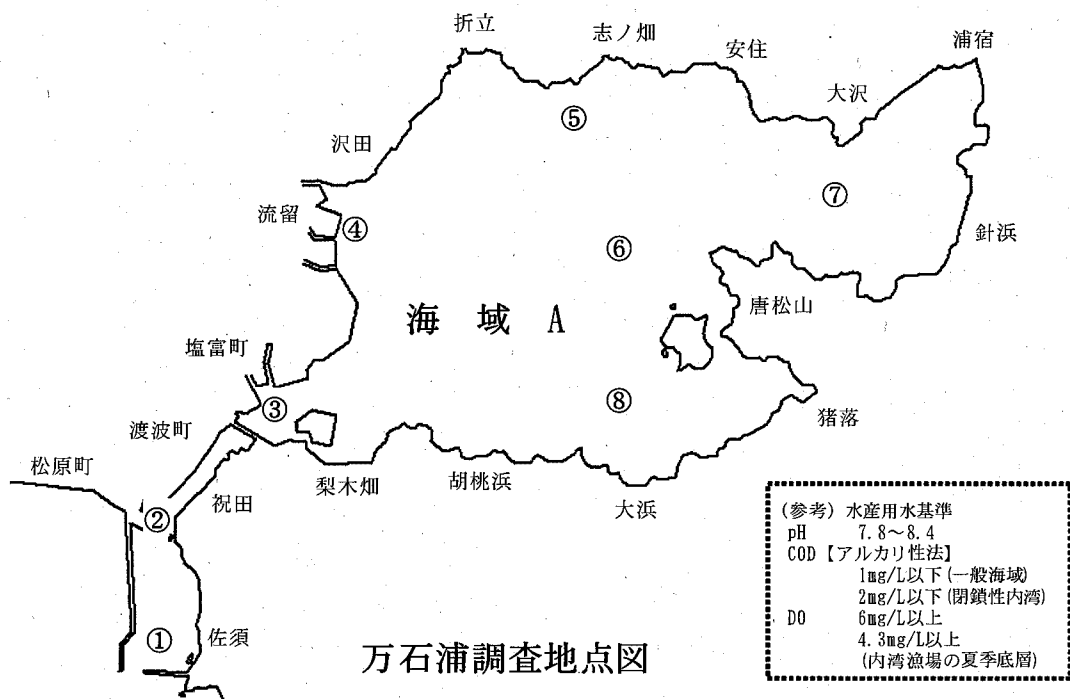 折立
志ノ畑
安住
浦宿
大沢
⑤
沢田
⑦
流留
④
針浜
⑥
唐松山
海 域 A
塩富町
⑧
③
猪落
渡波町
松原町
梨木畑
胡桃浜
大浜
祝田
②
①
佐須
万石浦調査地点図
(参考) 水産用水基準
pH 7.8～8.4
COD【アルカリ性法】
1mg/L以下(一般海域)
2mg/L以下(閉鎖性内湾)
DO 6mg/L以上
4.3mg/L以上
(内湾漁場の夏季底層)